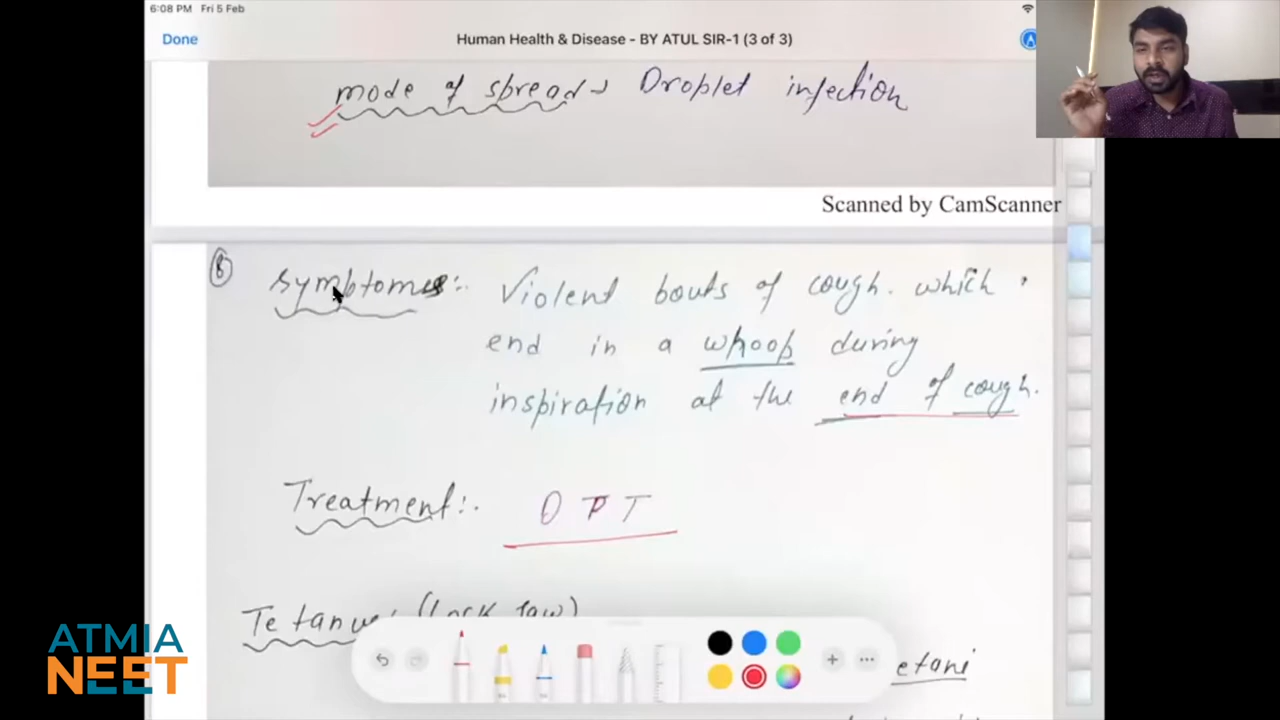 6:08 PM Fri 5 Feb
Done
Human Health & Disease - BY ATUL SIR-1 (3 of 3)
mode of spread → Droplet infection
Scanned by CamScanner
8
Symptoms:. Violent bouts of cough. which
end in a whoop during
inspiration at the end of cough.
Treatment:. DPT
Tetanus: (Lock Jaw)
etani
ATMIA
NEET